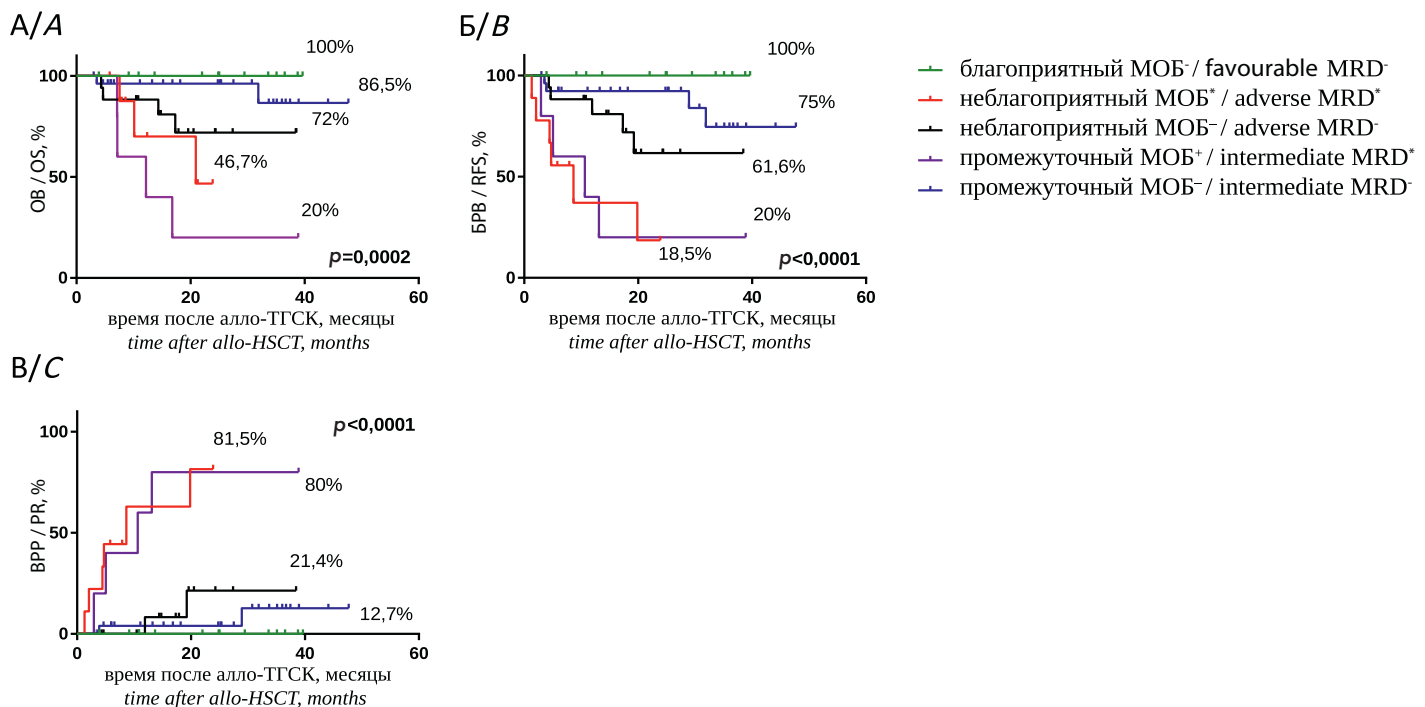 А/A
100
50
0
ОВ / OS, %
100%
86,5%
72%
46,7%
20%
p=0,0002
0 20 40 60
время после алло-ТГСК, месяцы
time after allo-HSCT, months
Б/B
100
50
0
БРВ / RFS, %
100%
75%
61,6%
20%
18,5%
p<0,0001
0 20 40 60
время после алло-ТГСК, месяцы
time after allo-HSCT, months
благоприятный МОБ⁻/ favourable MRD⁻
неблагоприятный МОБ* / adverse MRD*
неблагоприятный МОБ⁻/ adverse MRD⁻
промежуточный МОБ⁺ / intermediate MRD*
промежуточный МОБ⁻ / intermediate MRD⁻
В/C
100
50
0
ВРР / PR, %
p<0,0001
81,5%
80%
21,4%
12,7%
0 20 40 60
время после алло-ТГСК, месяцы
time after allo-HSCT, months